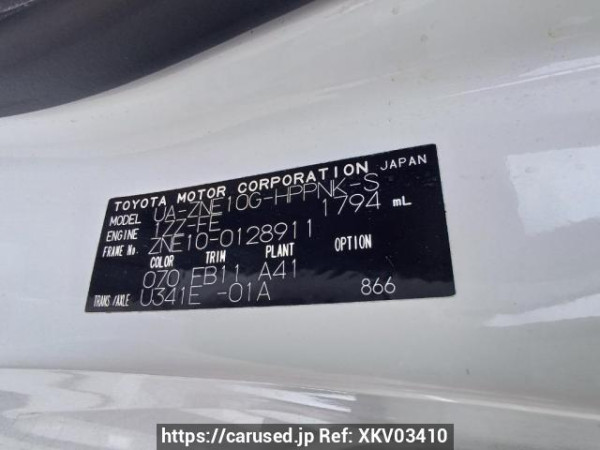 TOYOTA MOTOR CORPORATION JAPAN
MODEL UA-ZNE10G-HPPNK-S
ENGINE 1ZZ-FE 1794 mL
FRAME No. ZNE10-0128911
COLOR TRIM PLANT OPTION
070 EB11 A41
TRANS/AXLE U341E -01A 866
https://carused.jp Ref: XKV03410